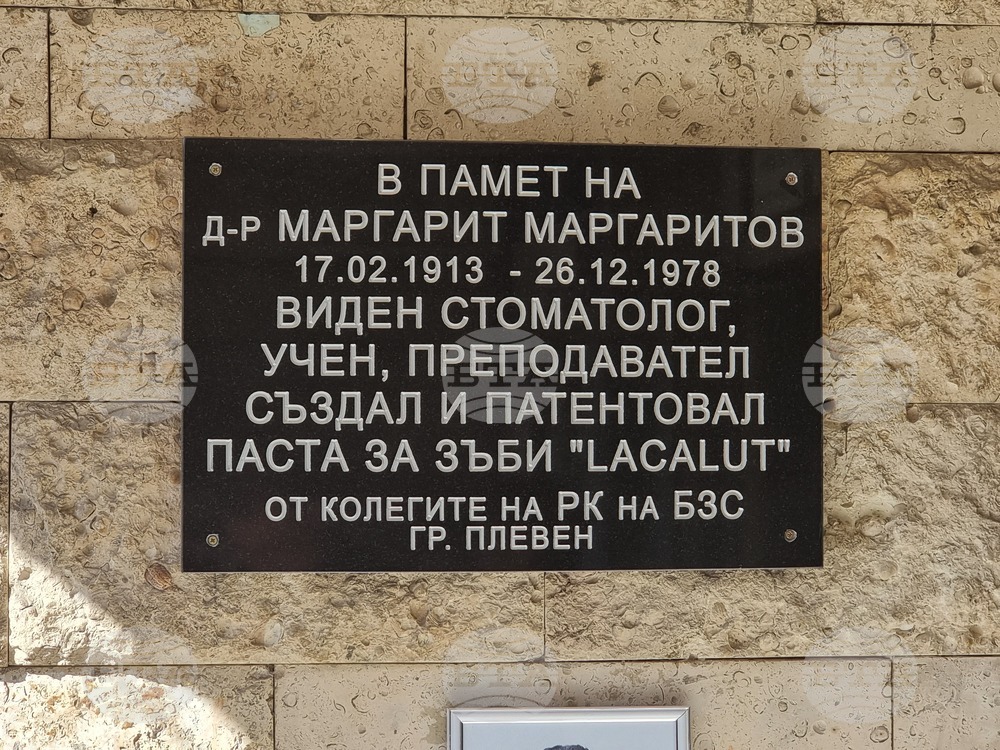 В ПАМЕТ НА
Д-Р МАРГАРИТ МАРГАРИТОВ
17.02.1913 - 26.12.1978
ВИДЕН СТОМАТОЛОГ,
УЧЕН, ПРЕПОДАВАТЕЛ
СЪЗДАЛ И ПАТЕНТОВАЛ
ПАСТА ЗА ЗЪБИ "LACALUT"
ОТ КОЛЕГИТЕ НА РК НА БЗС
ГР. ПЛЕВЕН